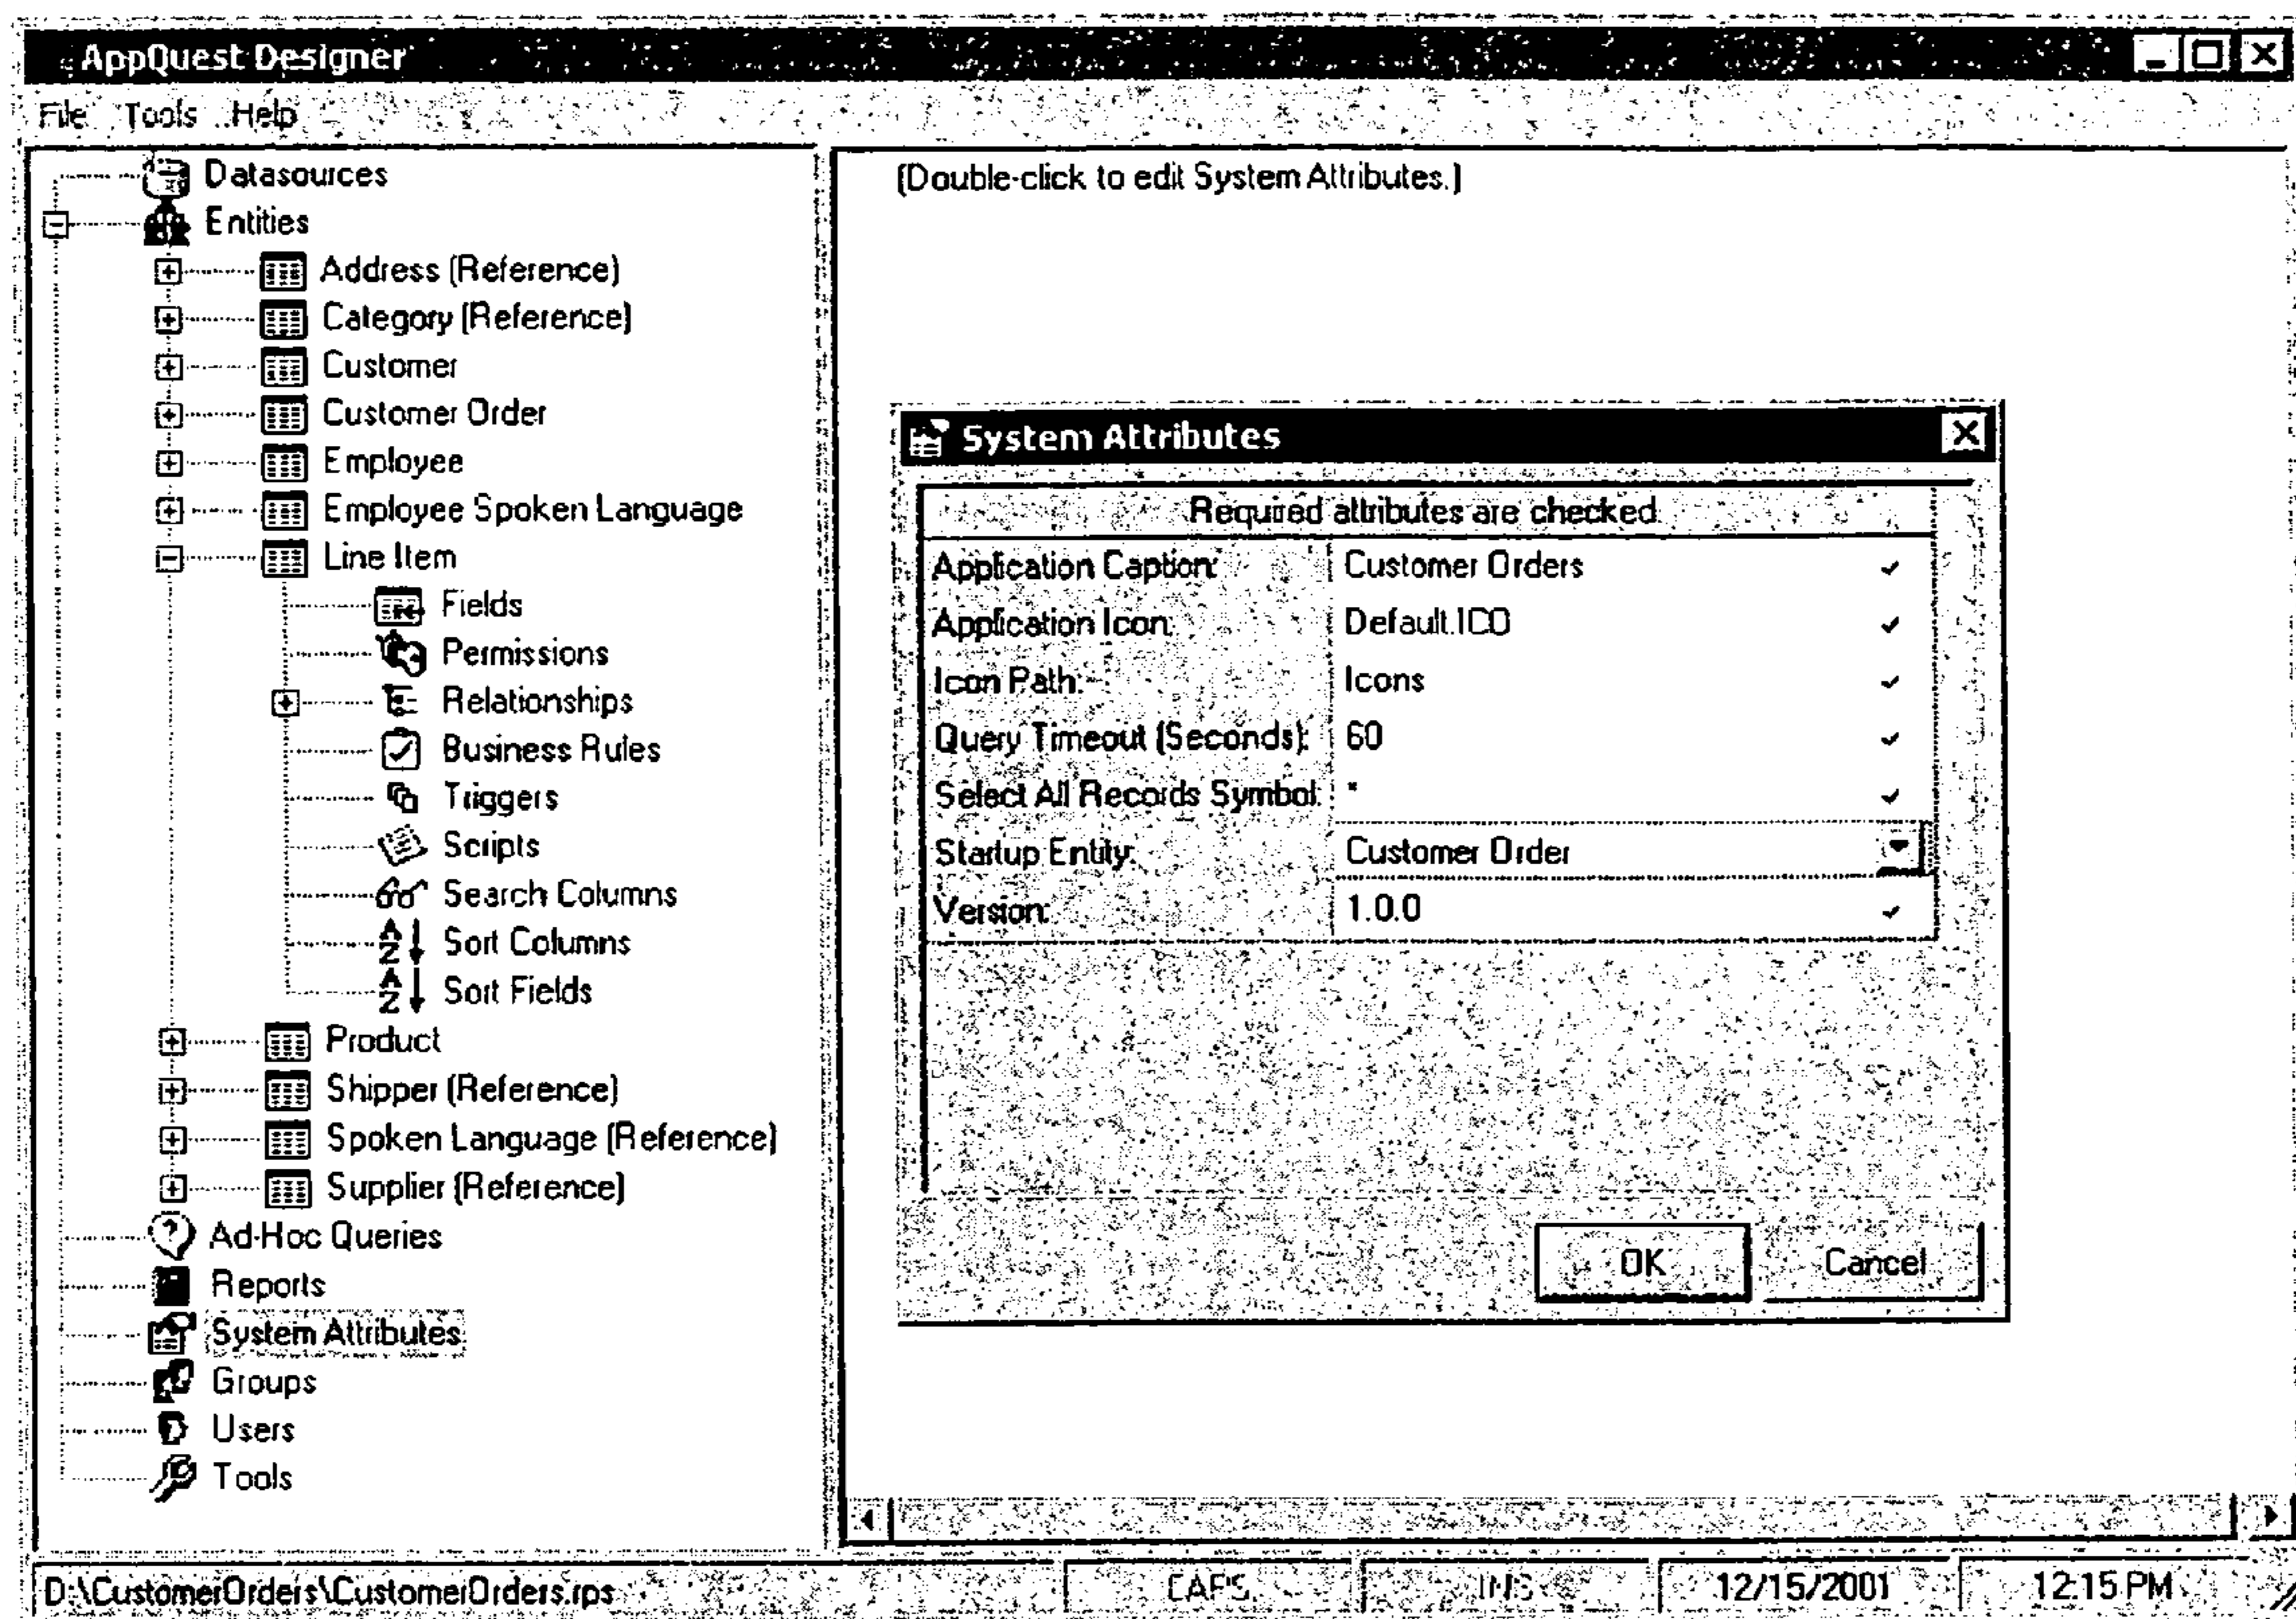 AppQuest Designer
File Tools Help
Datasources
Entities
Address (Reference)
Category (Reference)
Customer
Customer Order
Employee
Employee Spoken Language
Line Item
Fields
Permissions
Relationships
Business Rules
Triggers
Scripts
Search Columns
Sort Columns
Sort Fields
Product
Shipper (Reference)
Spoken Language (Reference)
Supplier (Reference)
Ad-Hoc Queries
Reports
System Attributes
Groups
Users
Tools
(Double-click to edit System Attributes.)
System Attributes
Required attributes are checked.
Application Caption: Customer Orders
Application Icon: Default.ICO
Icon Path: Icons
Query Timeout (Seconds): 60
Select All Records Symbol: *
Startup Entity: Customer Order
Version: 1.0.0
OK Cancel
D:\CustomerOrders\CustomerOrders.rps CAPS INS 12/15/2001 12:15 PM